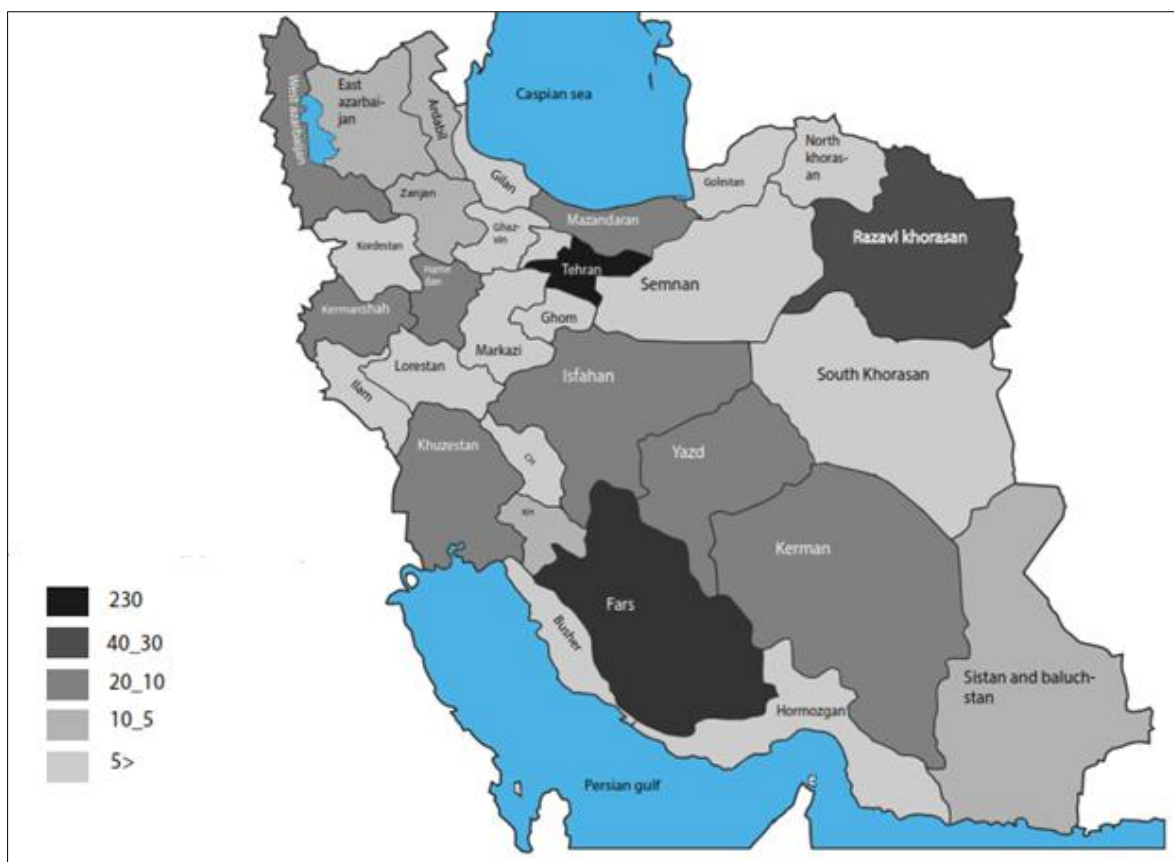 Caspian sea
East
azarbai-
jan
Ardabil
West azarbaijan
North
khoras-
an
Golestan
Gilan
Zanjan
Mazandaran
Ghaz-
vin
Razavi khorasan
Kordestan
Tehran
Hame
dan
Semnan
Kermanshah
Ghom
Markazi
Lorestan
Isfahan
South Khorasan
Ilam
Khuzestan
CH
Yazd
KH
Kerman
Fars
Busher
Sistan and baluch-
stan
Hormozgan
Persian gulf
230
40_30
20_10
10_5
5>